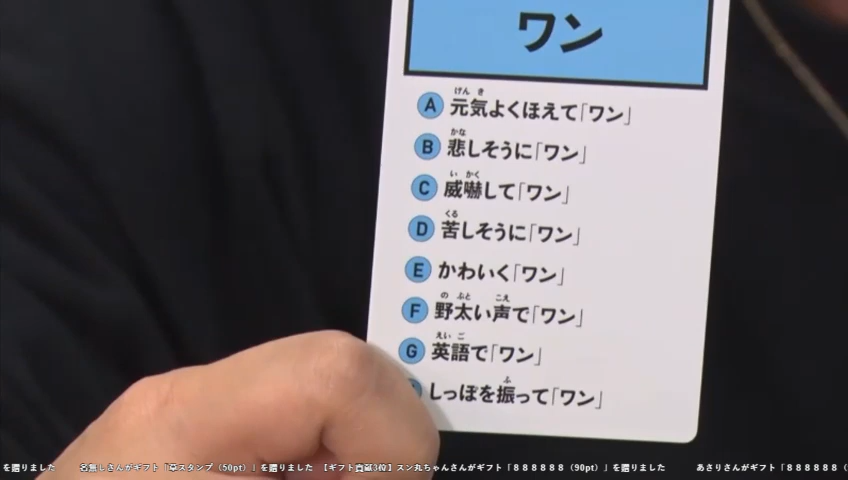 ワン
A 元気よくほえて「ワン」
B 悲しそうに「ワン」
C 威嚇して「ワン」
D 苦しそうに「ワン」
E かわいく「ワン」
F 野太い声で「ワン」
G 英語で「ワン」
しっぽを振って「ワン」
を贈りました 名無しさんがギフト「草スタンプ（50pt）」を贈りました 【ギフト貢献3位】スン丸ちゃんさんがギフト「８８８８８８（90pt）」を贈りました あさりさんがギフト「８８８８８８（